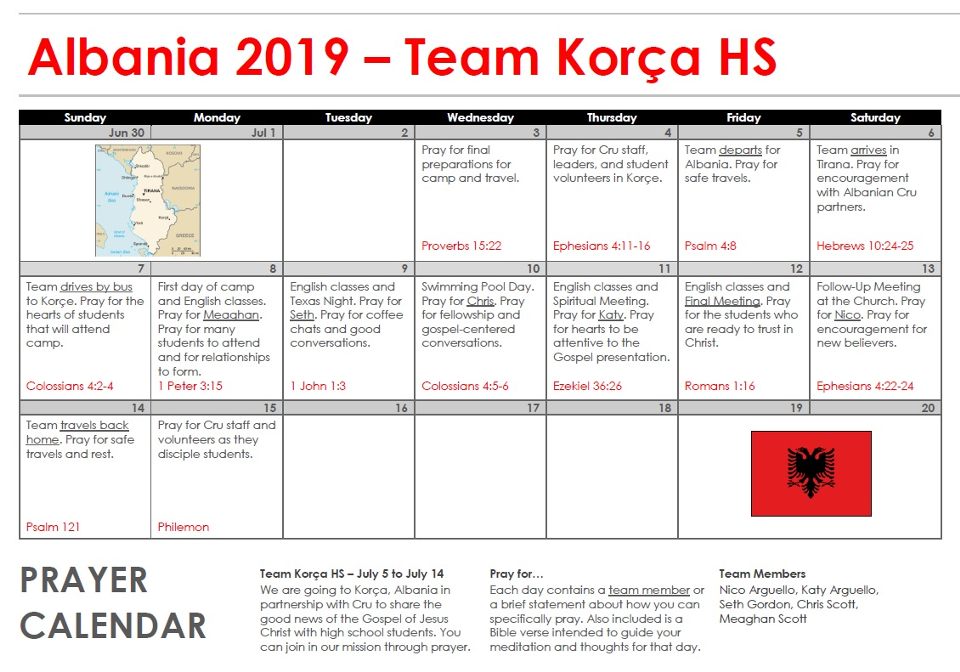 Albania 2019 – Team Korça HS
Sunday Monday Tuesday Wednesday Thursday Friday Saturday
Jun 30 Jul 1 2 3 4 5 6
Pray for final
preparations for
camp and travel.
Proverbs 15:22
Pray for Cru staff,
leaders, and student
volunteers in Korçe.
Ephesians 4:11-16
Team departs for
Albania. Pray for
safe travels.
Psalm 4:8
Team arrives in
Tirana. Pray for
encouragement
with Albanian Cru
partners.
Hebrews 10:24-25
TIRANA
GREECE
7 8 9 10 11 12 13
Team drives by bus
to Korçe. Pray for the
hearts of students
that will attend
camp.
Colossians 4:2-4
First day of camp
and English classes.
Pray for Meaghan.
Pray for many
students to attend
and for relationships
to form.
1 Peter 3:15
English classes and
Texas Night. Pray for
Seth. Pray for coffee
chats and good
conversations.
1 John 1:3
Swimming Pool Day.
Pray for Chris. Pray
for fellowship and
gospel-centered
conversations.
Colossians 4:5-6
English classes and
Spiritual Meeting.
Pray for Katy. Pray
for hearts to be
attentive to the
Gospel presentation.
Ezekiel 36:26
English classes and
Final Meeting. Pray
for the students who
are ready to trust in
Christ.
Romans 1:16
Follow-Up Meeting
at the Church. Pray
for Nico. Pray for
encouragement for
new believers.
Ephesians 4:22-24
14 15 16 17 18 19 20
Team travels back
home. Pray for safe
travels and rest.
Psalm 121
Pray for Cru staff and
volunteers as they
disciple students.
Philemon
PRAYER
CALENDAR
Team Korça HS – July 5 to July 14
We are going to Korça, Albania in
partnership with Cru to share the
good news of the Gospel of Jesus
Christ with high school students. You
can join in our mission through prayer.
Pray for…
Each day contains a team member or
a brief statement about how you can
specifically pray. Also included is a
Bible verse intended to guide your
meditation and thoughts for that day.
Team Members
Nico Arguello, Katy Arguello,
Seth Gordon, Chris Scott,
Meaghan Scott